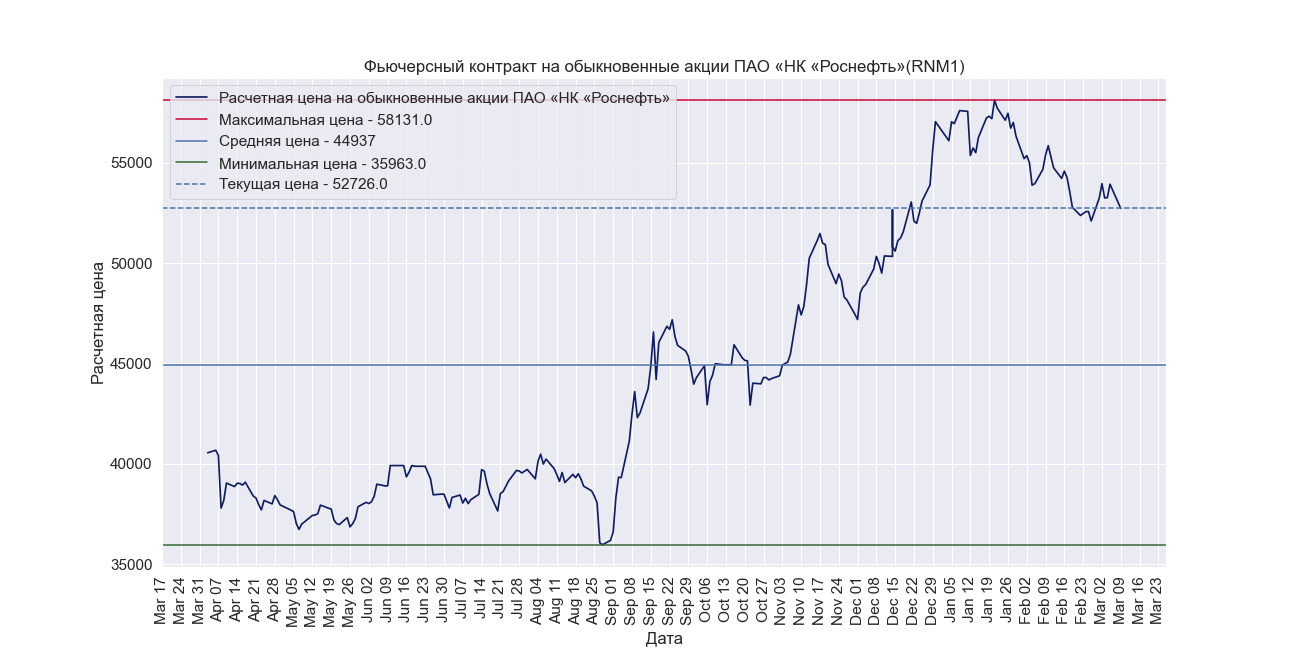 Фьючерсный контракт на обыкновенные акции ПАО «НК «Роснефть»(RNM1)
Расчетная цена на обыкновенные акции ПАО «НК «Роснефть»
Максимальная цена - 58131.0
Средняя цена - 44937
Минимальная цена - 35963.0
Текущая цена - 52726.0
Расчетная цена
55000
50000
45000
40000
35000
Mar 17
Mar 24
Mar 31
Apr 07
Apr 14
Apr 21
Apr 28
May 05
May 12
May 19
May 26
Jun 02
Jun 09
Jun 16
Jun 23
Jun 30
Jul 07
Jul 14
Jul 21
Jul 28
Aug 04
Aug 11
Aug 18
Aug 25
Sep 01
Sep 08
Sep 15
Sep 22
Sep 29
Oct 06
Oct 13
Oct 20
Oct 27
Nov 03
Nov 10
Nov 17
Nov 24
Dec 01
Dec 08
Dec 15
Dec 22
Dec 29
Jan 05
Jan 12
Jan 19
Jan 26
Feb 02
Feb 09
Feb 16
Feb 23
Mar 02
Mar 09
Mar 16
Mar 23
Дата